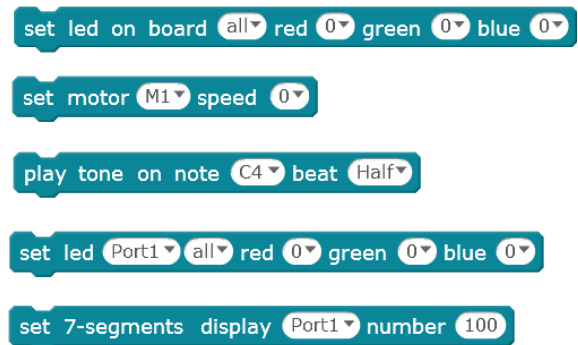 set led on board all red 0 green 0 blue 0
set motor M1 speed 0
play tone on note C4 beat Half
set led Port1 all red 0 green 0 blue 0
set 7-segments display Port1 number 100